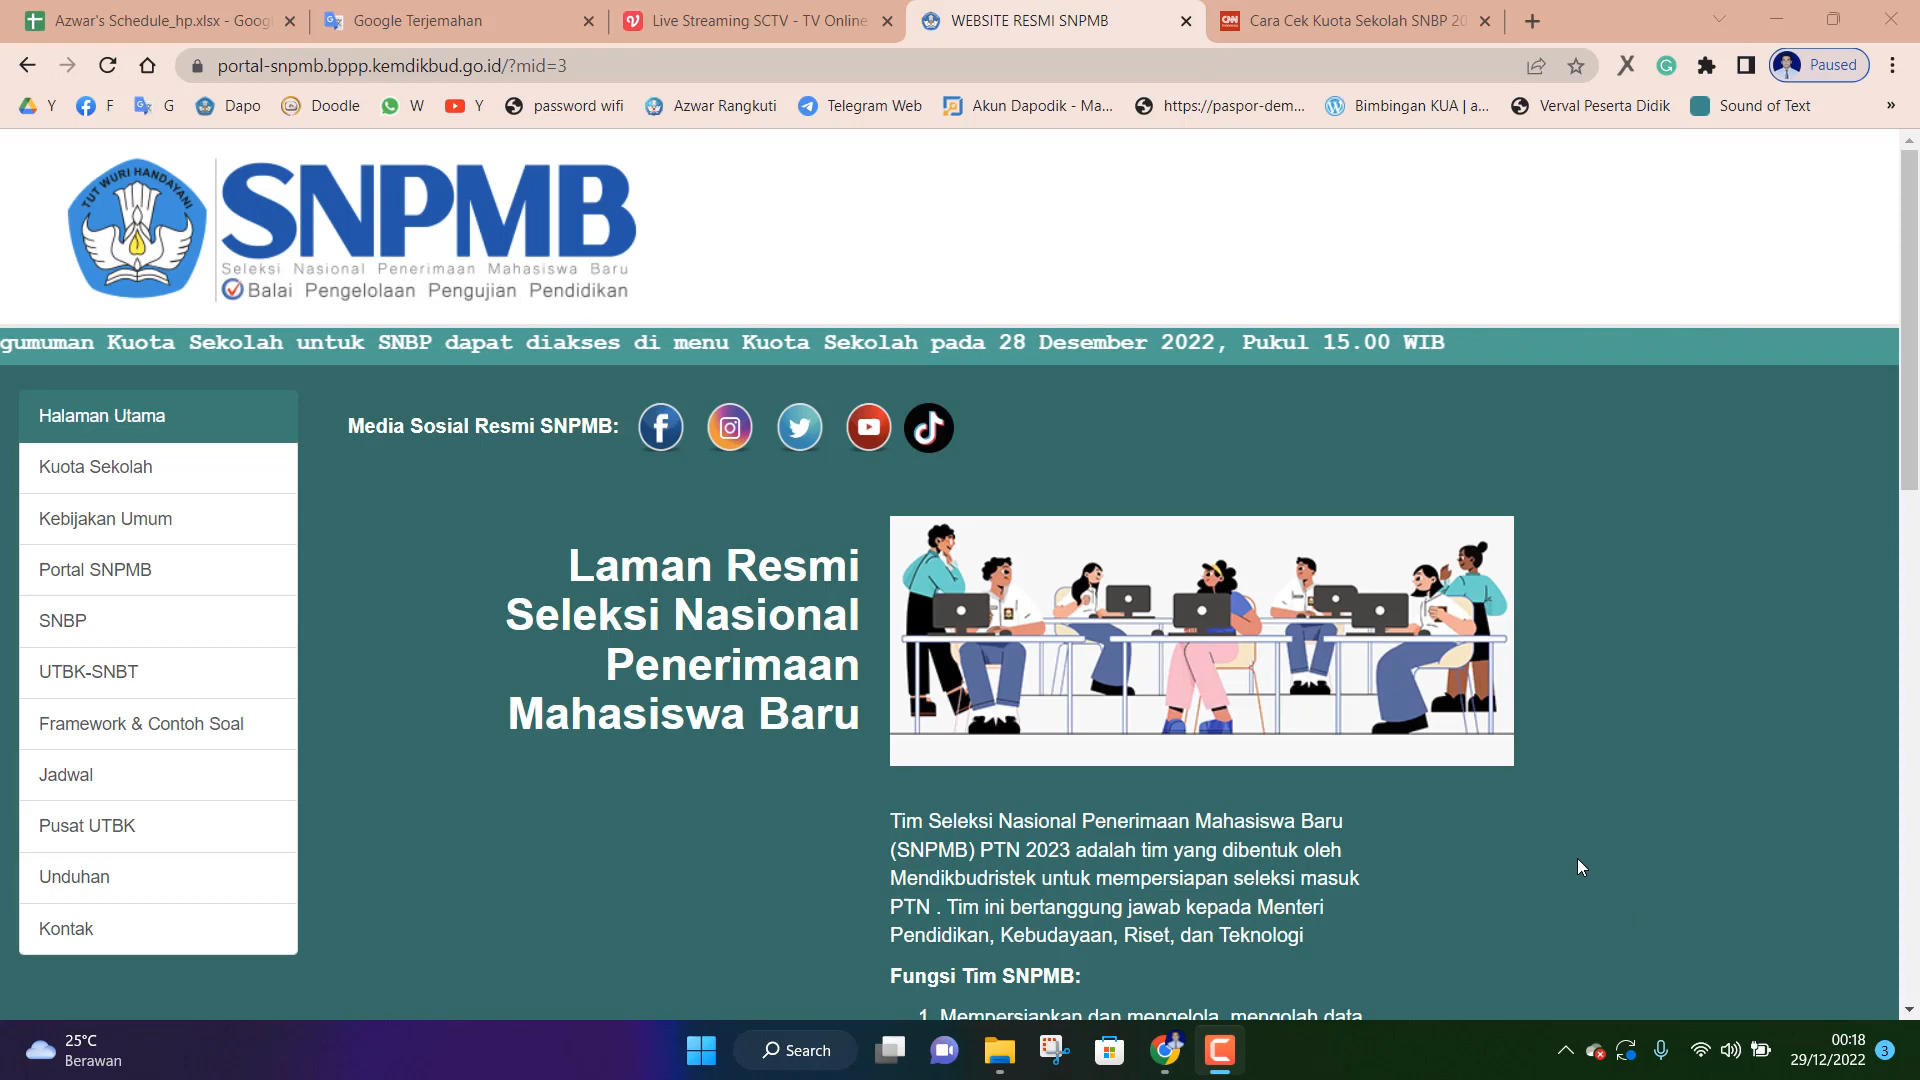 Azwar's Schedule_hp.xlsx - Goog
Google Terjemahan
Live Streaming SCTV - TV Online
WEBSITE RESMI SNPMB
CNN
Cara Cek Kuota Sekolah SNBP 20
portal-snpmb.bppp.kemdikbud.go.id/?mid=3
Paused
Y
F
G
Dapo
Doodle
W
Y
password wifi
Azwar Rangkuti
Telegram Web
Akun Dapodik - Ma...
https://paspor-dem...
Bimbingan KUA | a...
Verval Peserta Didik
Sound of Text
»
TUT WURI HANDAYANI
SNPMB
Seleksi Nasional Penerimaan Mahasiswa Baru
Balai Pengelolaan Pengujian Pendidikan
gumuman Kuota Sekolah untuk SNBP dapat diakses di menu Kuota Sekolah pada 28 Desember 2022, Pukul 15.00 WIB
Halaman Utama
Kuota Sekolah
Kebijakan Umum
Portal SNPMB
SNBP
UTBK-SNBT
Framework & Contoh Soal
Jadwal
Pusat UTBK
Unduhan
Kontak
Media Sosial Resmi SNPMB:
Laman Resmi
Seleksi Nasional
Penerimaan
Mahasiswa Baru
Tim Seleksi Nasional Penerimaan Mahasiswa Baru
(SNPMB) PTN 2023 adalah tim yang dibentuk oleh
Mendikbudristek untuk mempersiapan seleksi masuk
PTN . Tim ini bertanggung jawab kepada Menteri
Pendidikan, Kebudayaan, Riset, dan Teknologi
Fungsi Tim SNPMB:
1. Mempersiapkan dan mengelola, mengolah data
25°C
Berawan
Search
00:18
29/12/2022
3